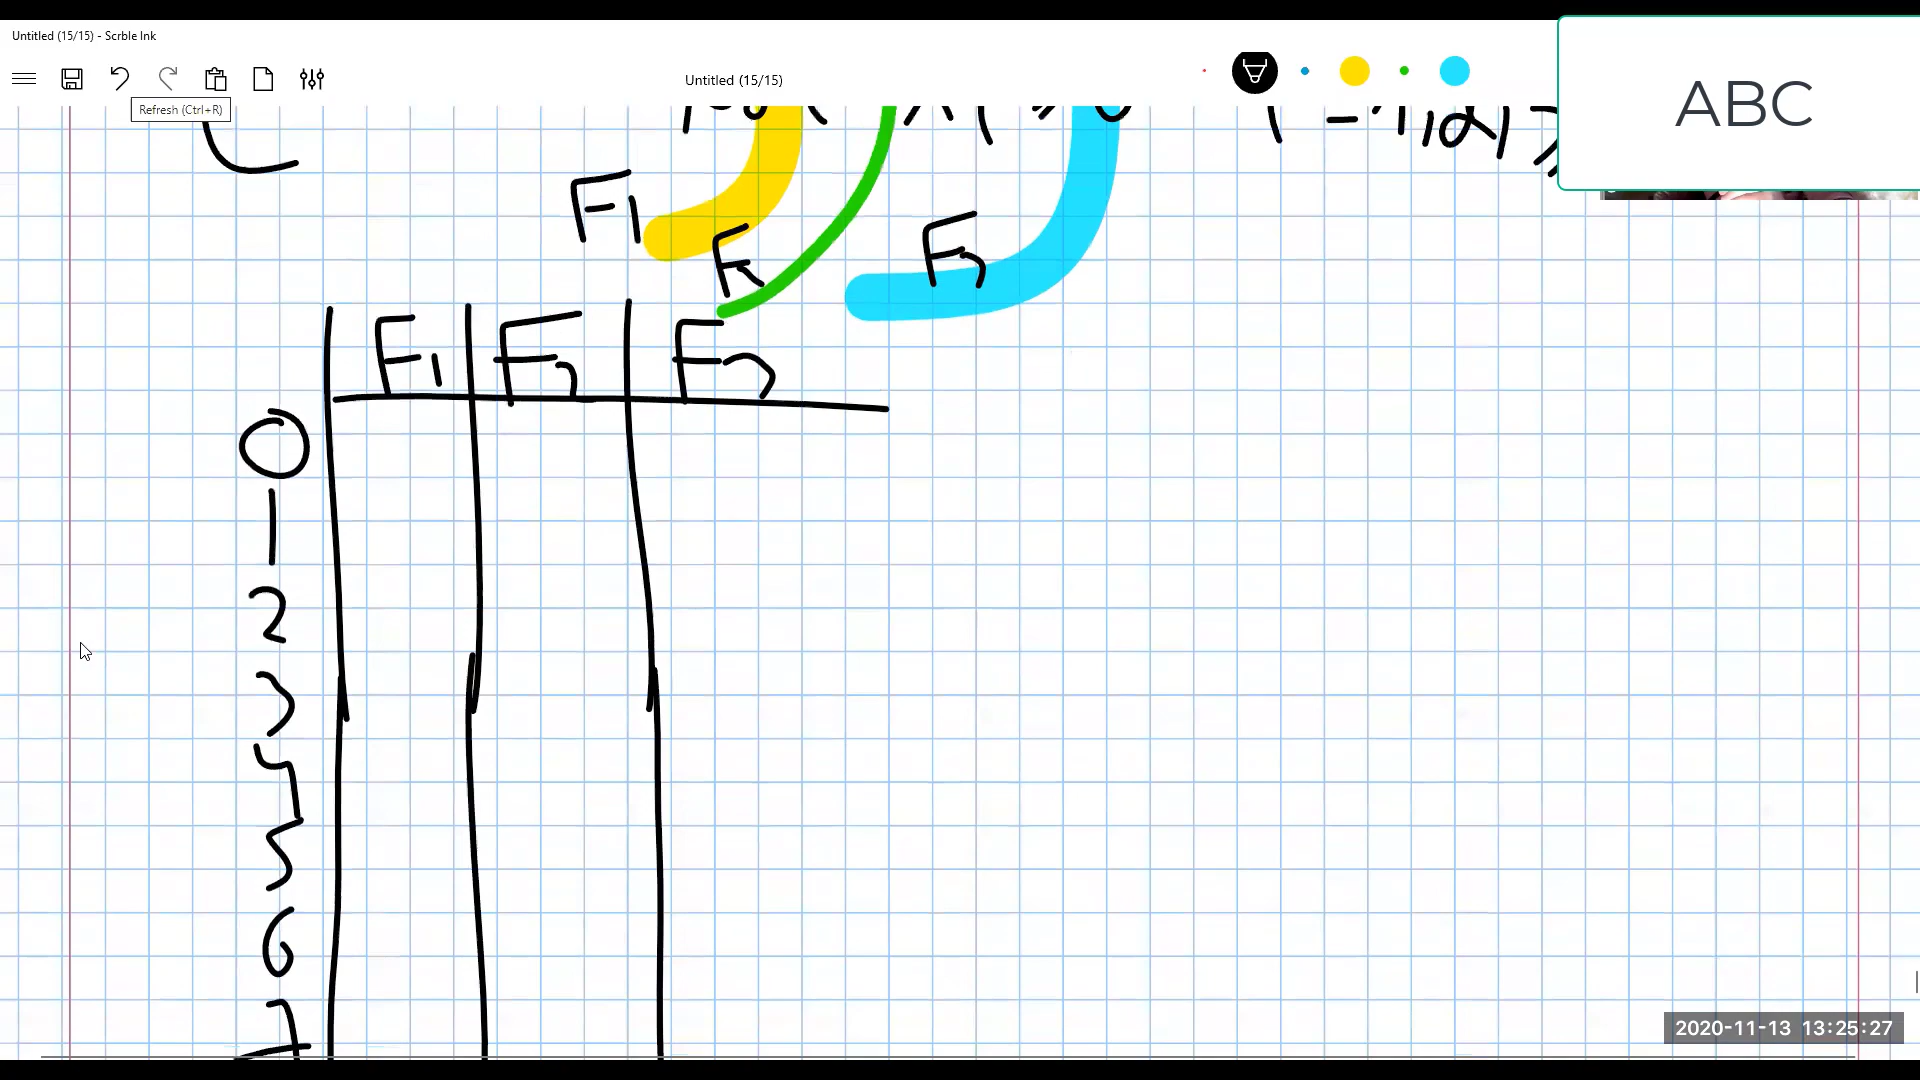 Untitled (15/15) - Scrble Ink
Untitled (15/15)
ABC
Refresh (Ctrl+R)
F1
F2
F1 F2 F3
0
1
2
3
4
5
6
7
2020-11-13 13:25:27